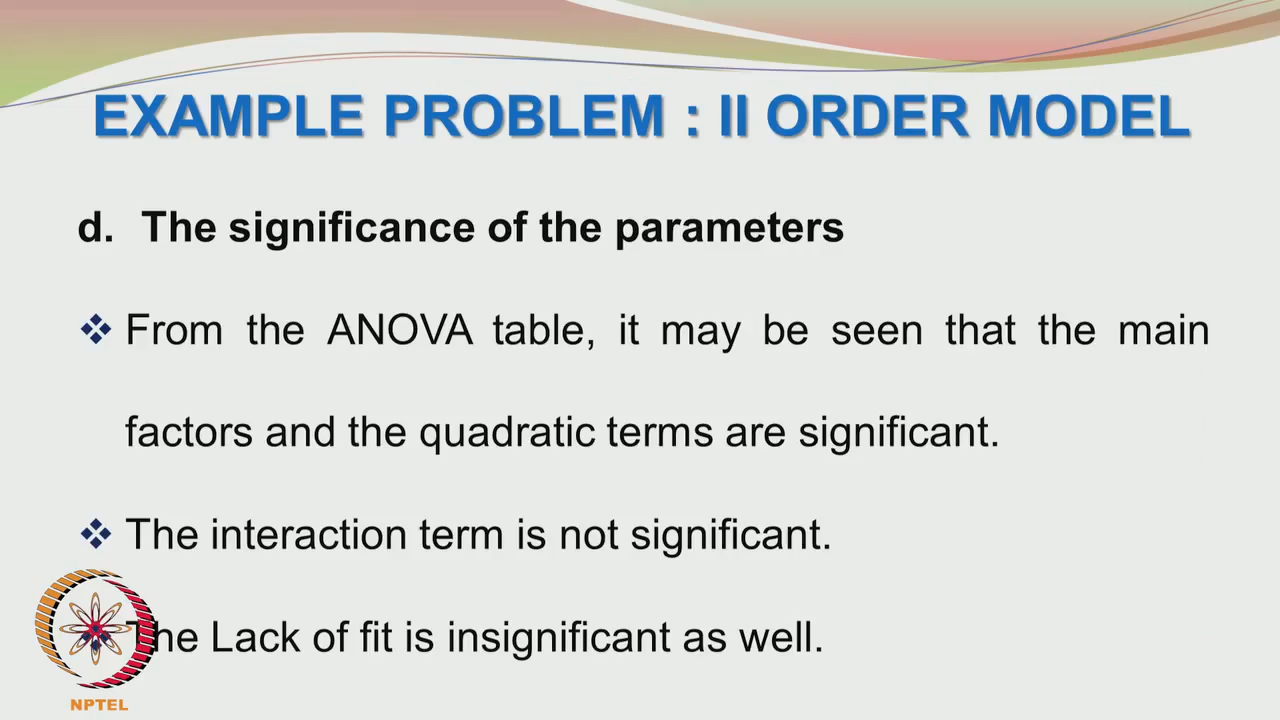 EXAMPLE PROBLEM : II ORDER MODEL
d. The significance of the parameters
❖ From the ANOVA table, it may be seen that the main
factors and the quadratic terms are significant.
❖ The interaction term is not significant.
The Lack of fit is insignificant as well.
NPTEL